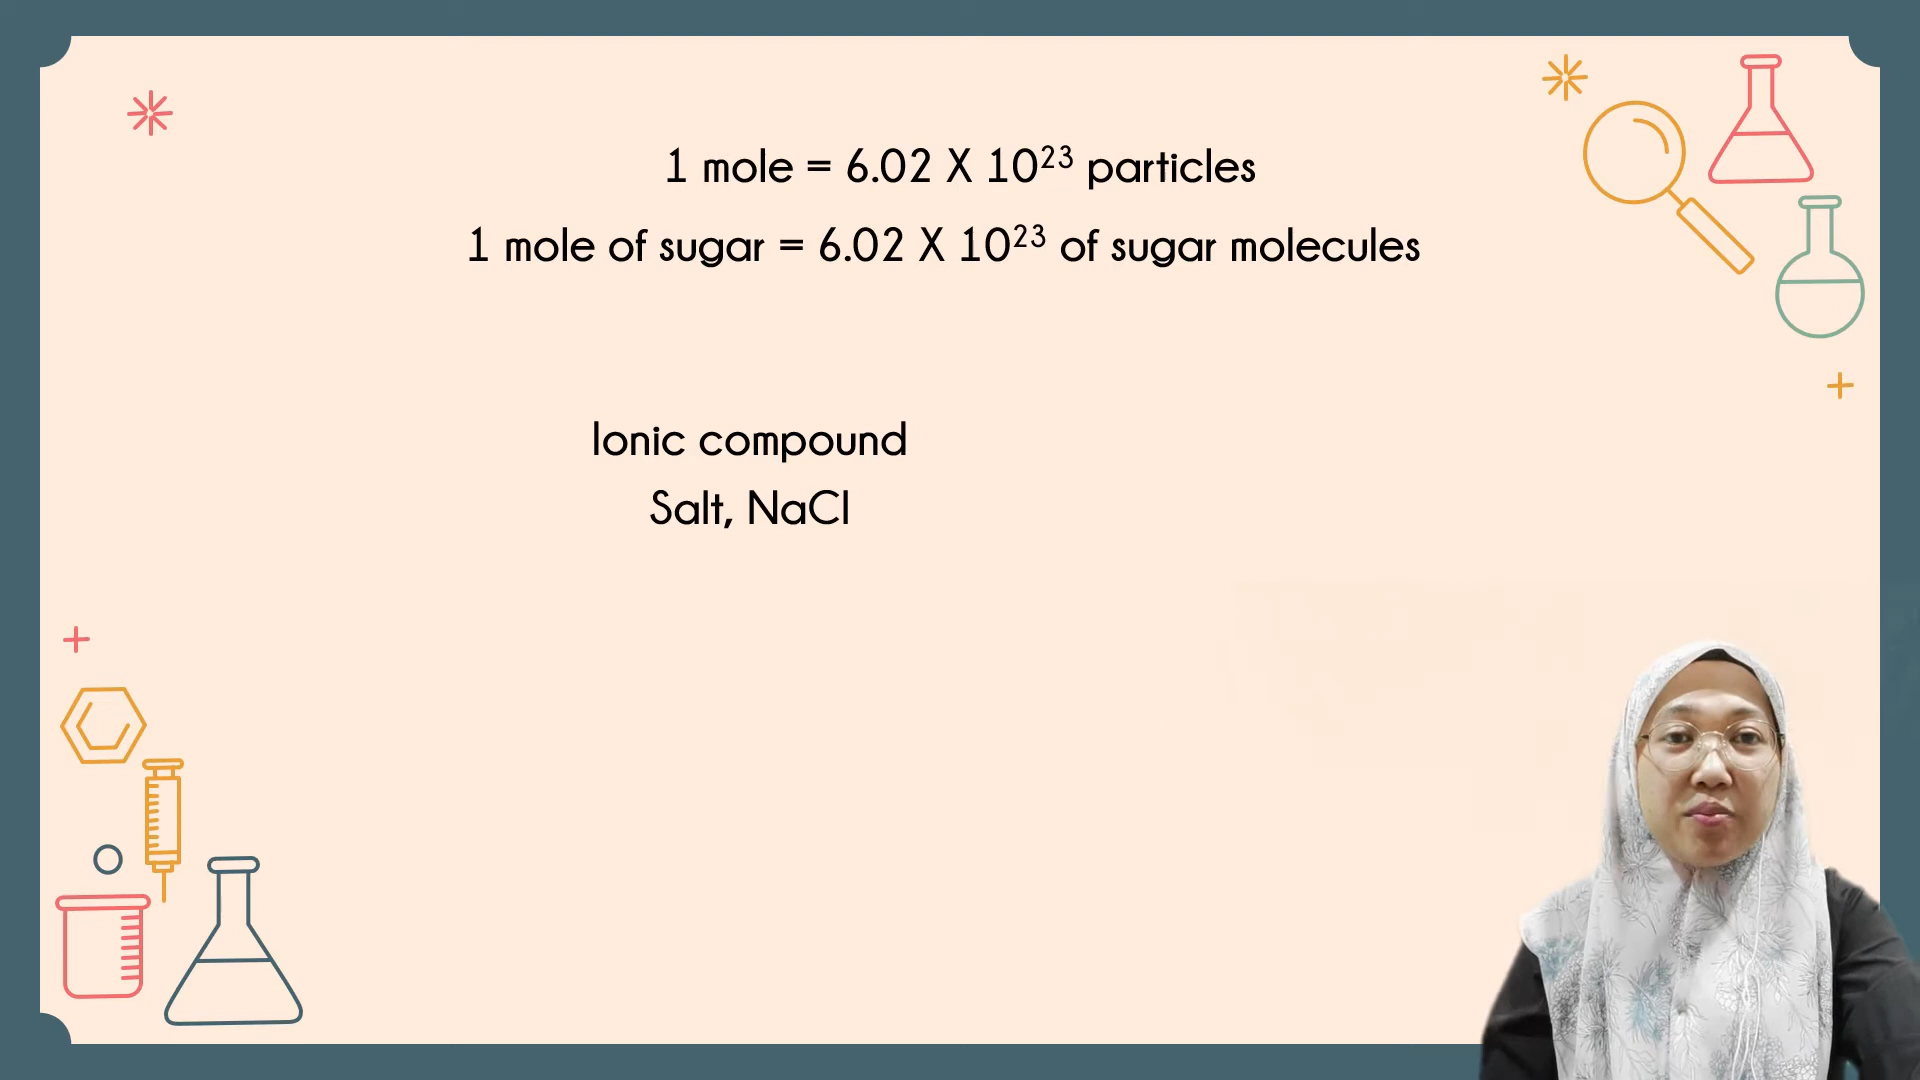 1 mole = 6.02 X 10²³ particles
1 mole of sugar = 6.02 X 10²³ of sugar molecules
Ionic compound
Salt, NaCl